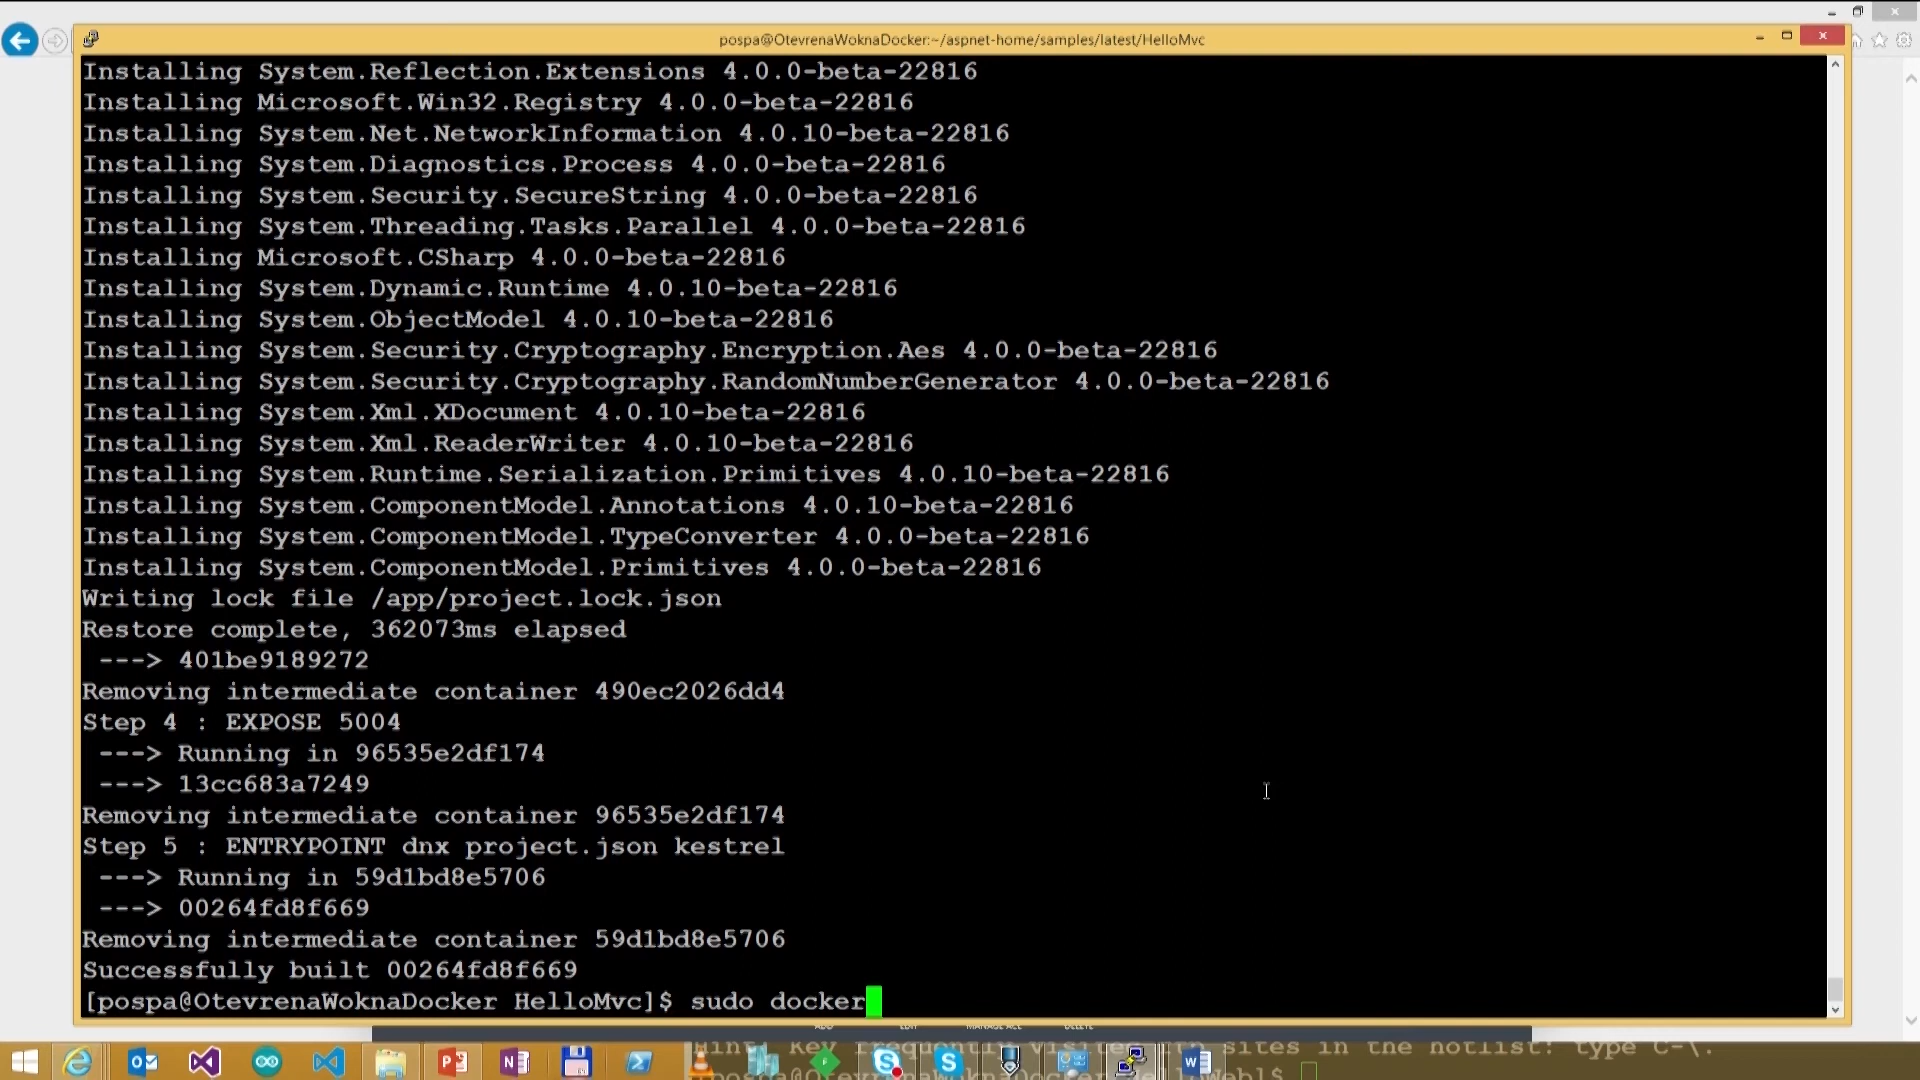 pospa@OtevrenaWoknaDocker:~/aspnet-home/samples/latest/HelloMvc
Installing System.Reflection.Extensions 4.0.0-beta-22816
Installing Microsoft.Win32.Registry 4.0.0-beta-22816
Installing System.Net.NetworkInformation 4.0.10-beta-22816
Installing System.Diagnostics.Process 4.0.0-beta-22816
Installing System.Security.SecureString 4.0.0-beta-22816
Installing System.Threading.Tasks.Parallel 4.0.0-beta-22816
Installing Microsoft.CSharp 4.0.0-beta-22816
Installing System.Dynamic.Runtime 4.0.10-beta-22816
Installing System.ObjectModel 4.0.10-beta-22816
Installing System.Security.Cryptography.Encryption.Aes 4.0.0-beta-22816
Installing System.Security.Cryptography.RandomNumberGenerator 4.0.0-beta-22816
Installing System.Xml.XDocument 4.0.10-beta-22816
Installing System.Xml.ReaderWriter 4.0.10-beta-22816
Installing System.Runtime.Serialization.Primitives 4.0.10-beta-22816
Installing System.ComponentModel.Annotations 4.0.10-beta-22816
Installing System.ComponentModel.TypeConverter 4.0.0-beta-22816
Installing System.ComponentModel.Primitives 4.0.0-beta-22816
Writing lock file /app/project.lock.json
Restore complete, 362073ms elapsed
---> 401be9189272
Removing intermediate container 490ec2026dd4
Step 4 : EXPOSE 5004
---> Running in 96535e2df174
---> 13cc683a7249
Removing intermediate container 96535e2df174
Step 5 : ENTRYPOINT dnx project.json kestrel
---> Running in 59d1bd8e5706
---> 00264fd8f669
Removing intermediate container 59d1bd8e5706
Successfully built 00264fd8f669
[pospa@OtevrenaWoknaDocker HelloMvc]$ sudo docker
sites in the hotlist: type C-\.